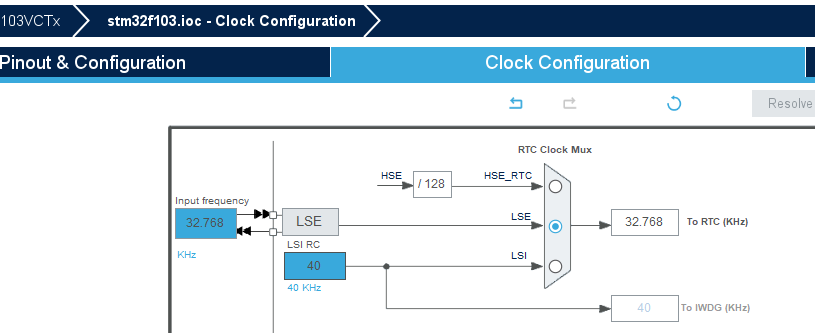 103VCTx
stm32f103.ioc - Clock Configuration
Pinout & Configuration
Clock Configuration
Resolve
RTC Clock Mux
HSE
/ 128
HSE_RTC
Input frequency
32.768
KHz
LSE
LSE
32.768
To RTC (KHz)
LSI RC
40
40 KHz
LSI
40
To IWDG (KHz)